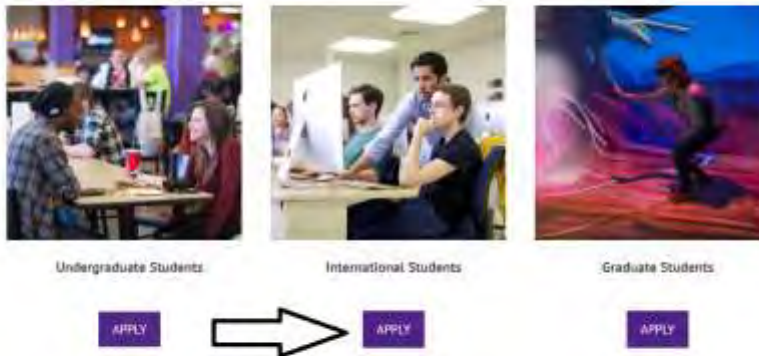 Undergraduate Students
International Students
Graduate Students
APPLY
APPLY
APPLY